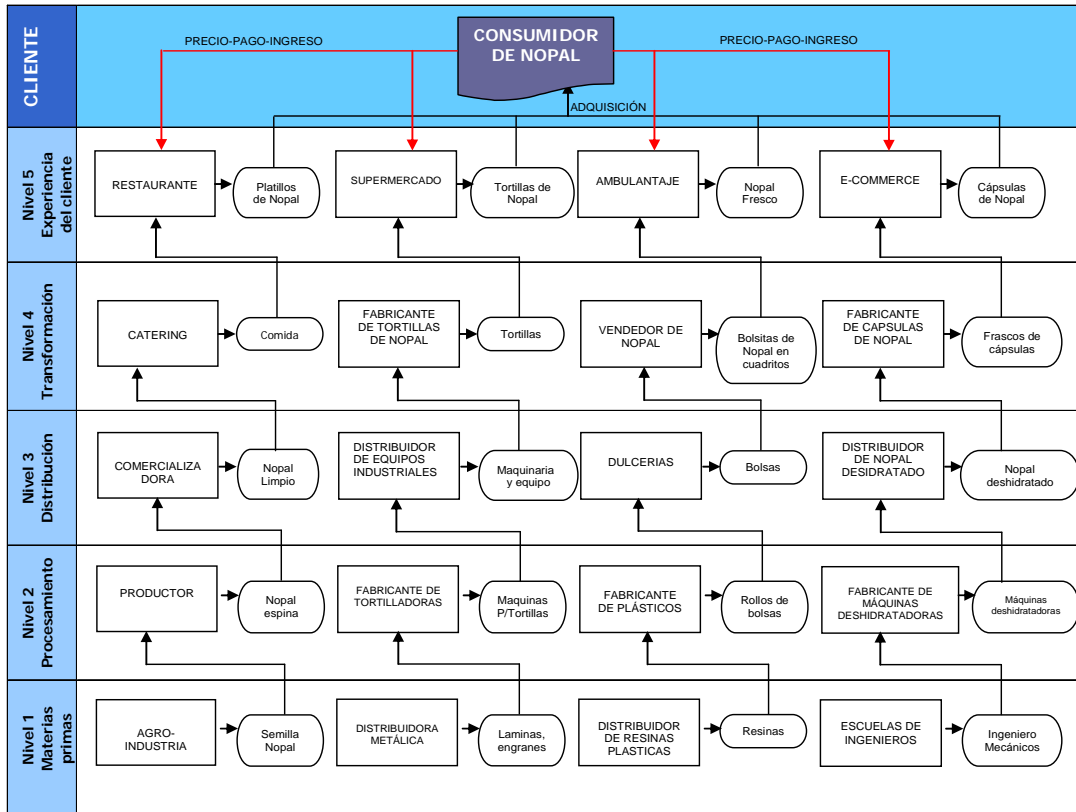 CLIENTE
PRECIO-PAGO-INGRESO
CONSUMIDOR
DE NOPAL
PRECIO-PAGO-INGRESO
ADQUISICIÓN
Nivel 5
Experiencia
del cliente
RESTAURANTE
Platillos
de Nopal
SUPERMERCADO
Tortillas de
Nopal
AMBULANTAJE
Nopal
Fresco
E-COMMERCE
Cápsulas
de Nopal
Nivel 4
Transformación
CATERING
Comida
FABRICANTE
DE TORTILLAS
DE NOPAL
Tortillas
VENDEDOR DE
NOPAL
Bolsitas de
Nopal en
cuadritos
FABRICANTE
DE CAPSULAS
DE NOPAL
Frascos de
cápsulas
Nivel 3
Distribución
COMERCIALIZA
DORA
Nopal
Limpio
DISTRIBUIDOR
DE EQUIPOS
INDUSTRIALES
Maquinaria
y equipo
DULCERIAS
Bolsas
DISTRIBUIDOR
DE NOPAL
DESIDRATADO
Nopal
deshidratado
Nivel 2
Procesamiento
PRODUCTOR
Nopal
espina
FABRICANTE DE
TORTILLADORAS
Maquinas
P/Tortillas
FABRICANTE
DE PLÁSTICOS
Rollos de
bolsas
FABRICANTE DE
MÁQUINAS
DESHIDRATADORAS
Máquinas
deshidratadoras
Nivel 1
Materias
primas
AGRO-
INDUSTRIA
Semilla
Nopal
DISTRIBUIDORA
METÁLICA
Laminas,
engranes
DISTRIBUIDOR
DE RESINAS
PLASTICAS
Resinas
ESCUELAS DE
INGENIEROS
Ingeniero
Mecánicos